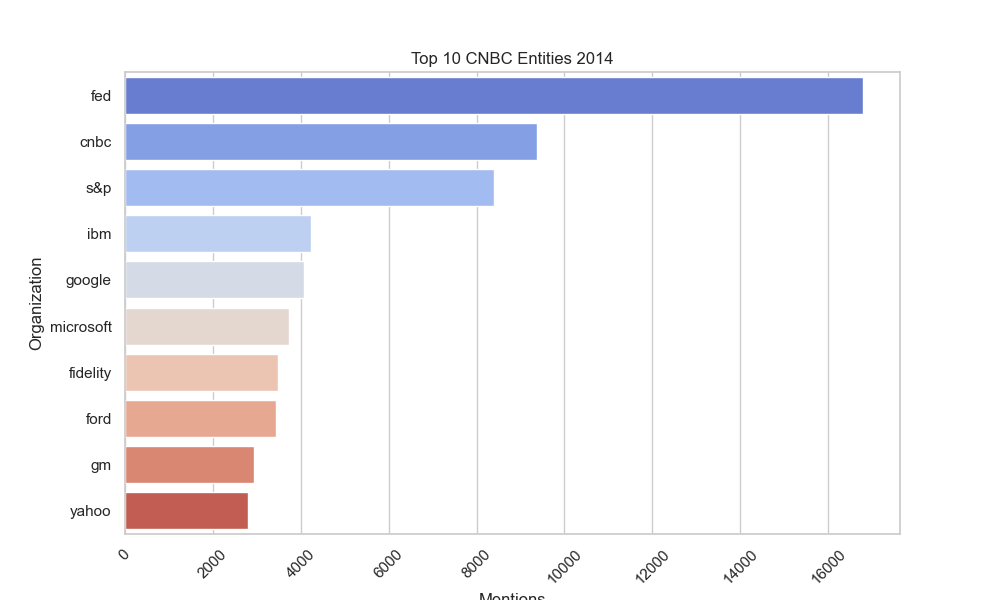 Top 10 CNBC Entities 2014
Organization
fed
cnbc
s&p
ibm
google
microsoft
fidelity
ford
gm
yahoo
0 2000 4000 6000 8000 10000 12000 14000 16000
Mentions